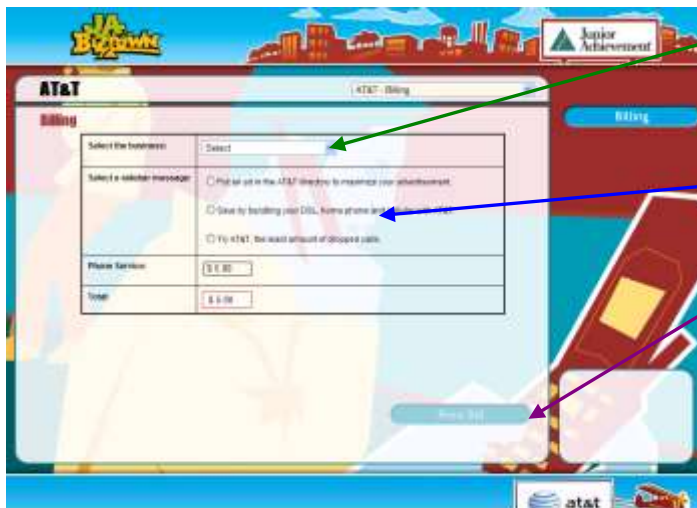 JA
BizTown
Junior
Achievement
AT&T
AT&T - Billing
Billing
Billing
Select the business:
Select
Select a sidebar message:
Put an ad in the AT&T directory to maximize your advertisement.
Save by bundling your DSL, home phone and
Try AT&T, the least amount of dropped calls.
Phone Service:
Total:
at&t